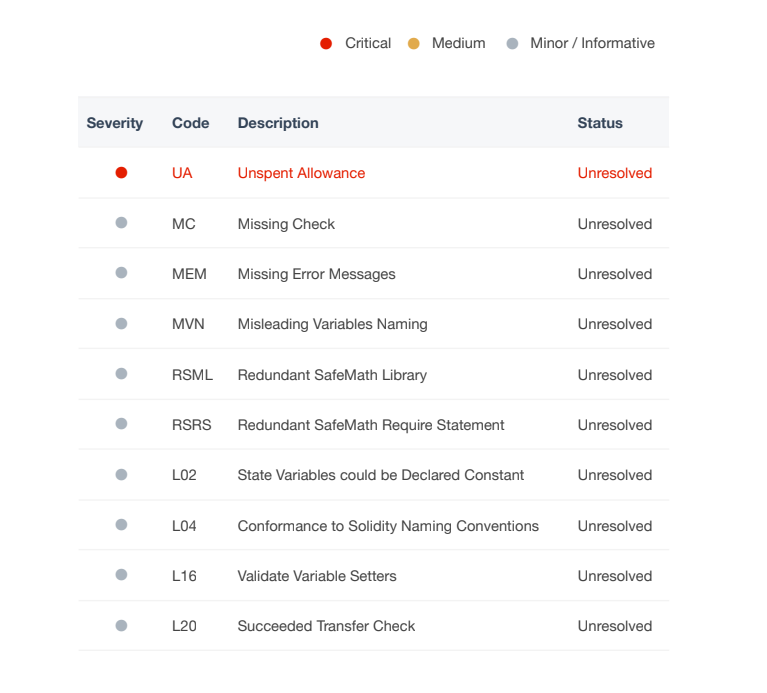 Critical Medium Minor / Informative
Severity Code Description Status
UA Unspent Allowance Unresolved
MC Missing Check Unresolved
MEM Missing Error Messages Unresolved
MVN Misleading Variables Naming Unresolved
RSML Redundant SafeMath Library Unresolved
RSRS Redundant SafeMath Require Statement Unresolved
L02 State Variables could be Declared Constant Unresolved
L04 Conformance to Solidity Naming Conventions Unresolved
L16 Validate Variable Setters Unresolved
L20 Succeeded Transfer Check Unresolved